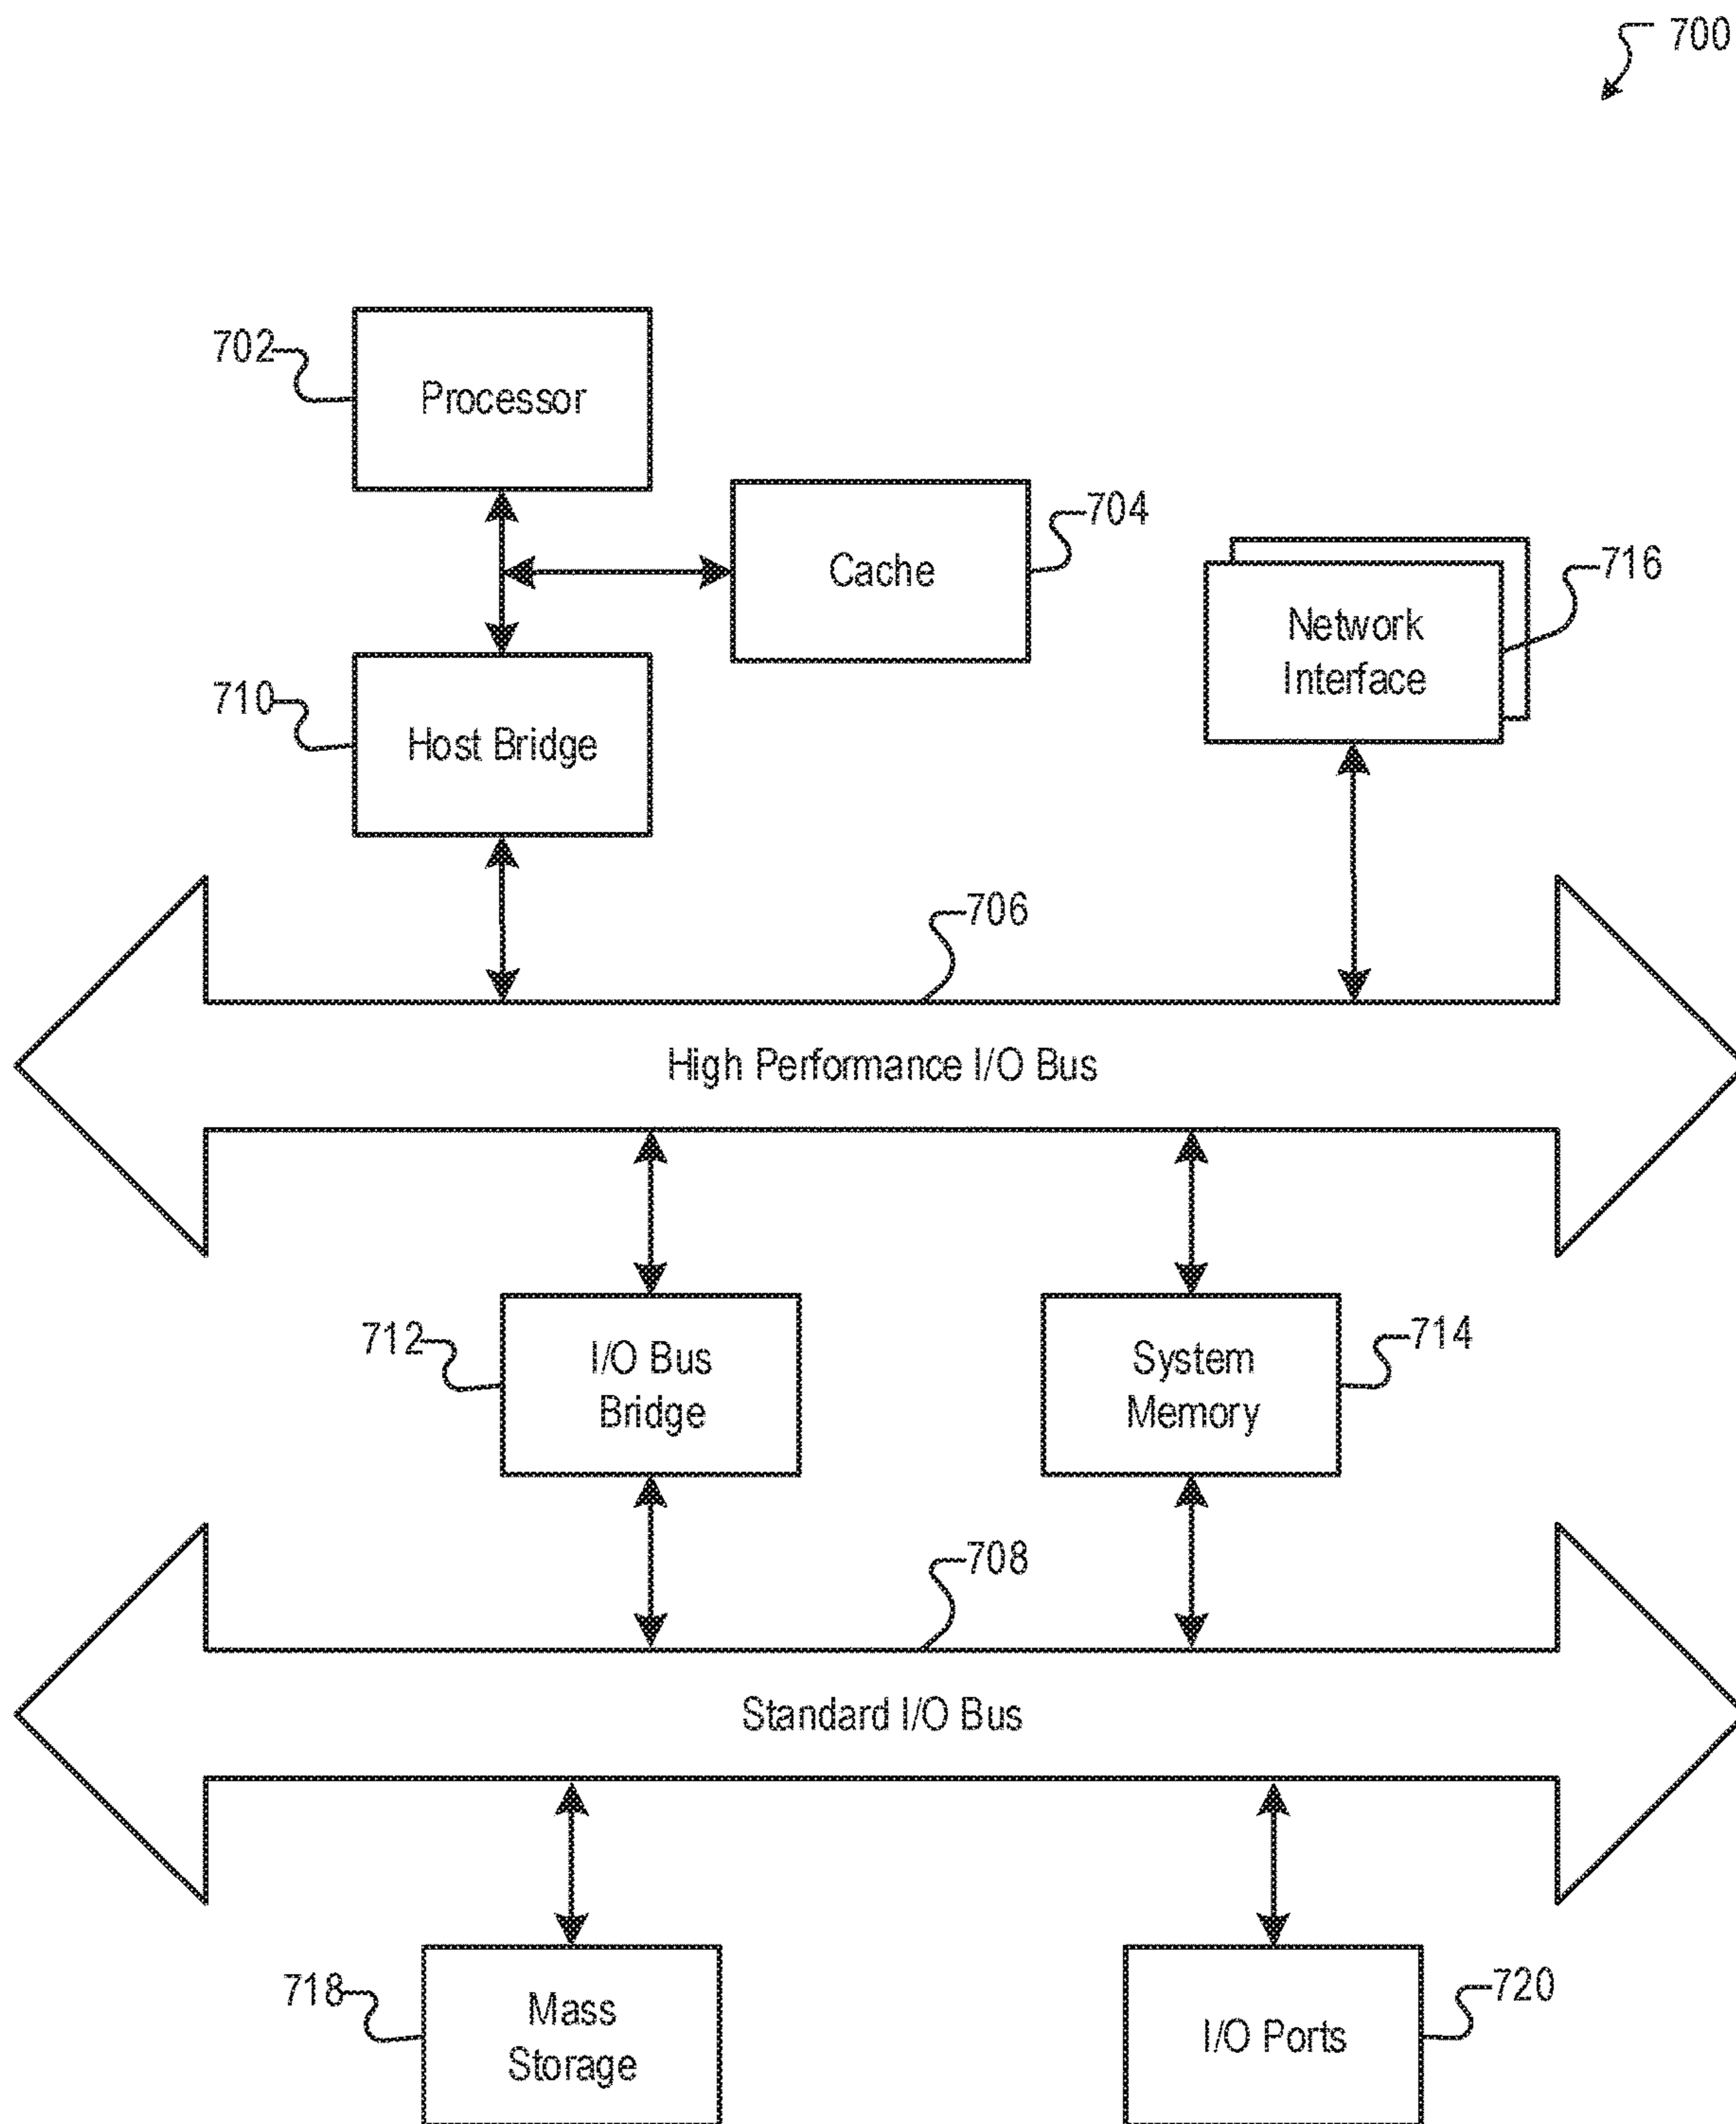 700
702
Processor
704
Cache
716
Network
Interface
710
Host Bridge
706
High Performance I/O Bus
712
I/O Bus
Bridge
System
Memory
714
708
Standard I/O Bus
718
Mass
Storage
I/O Ports
720